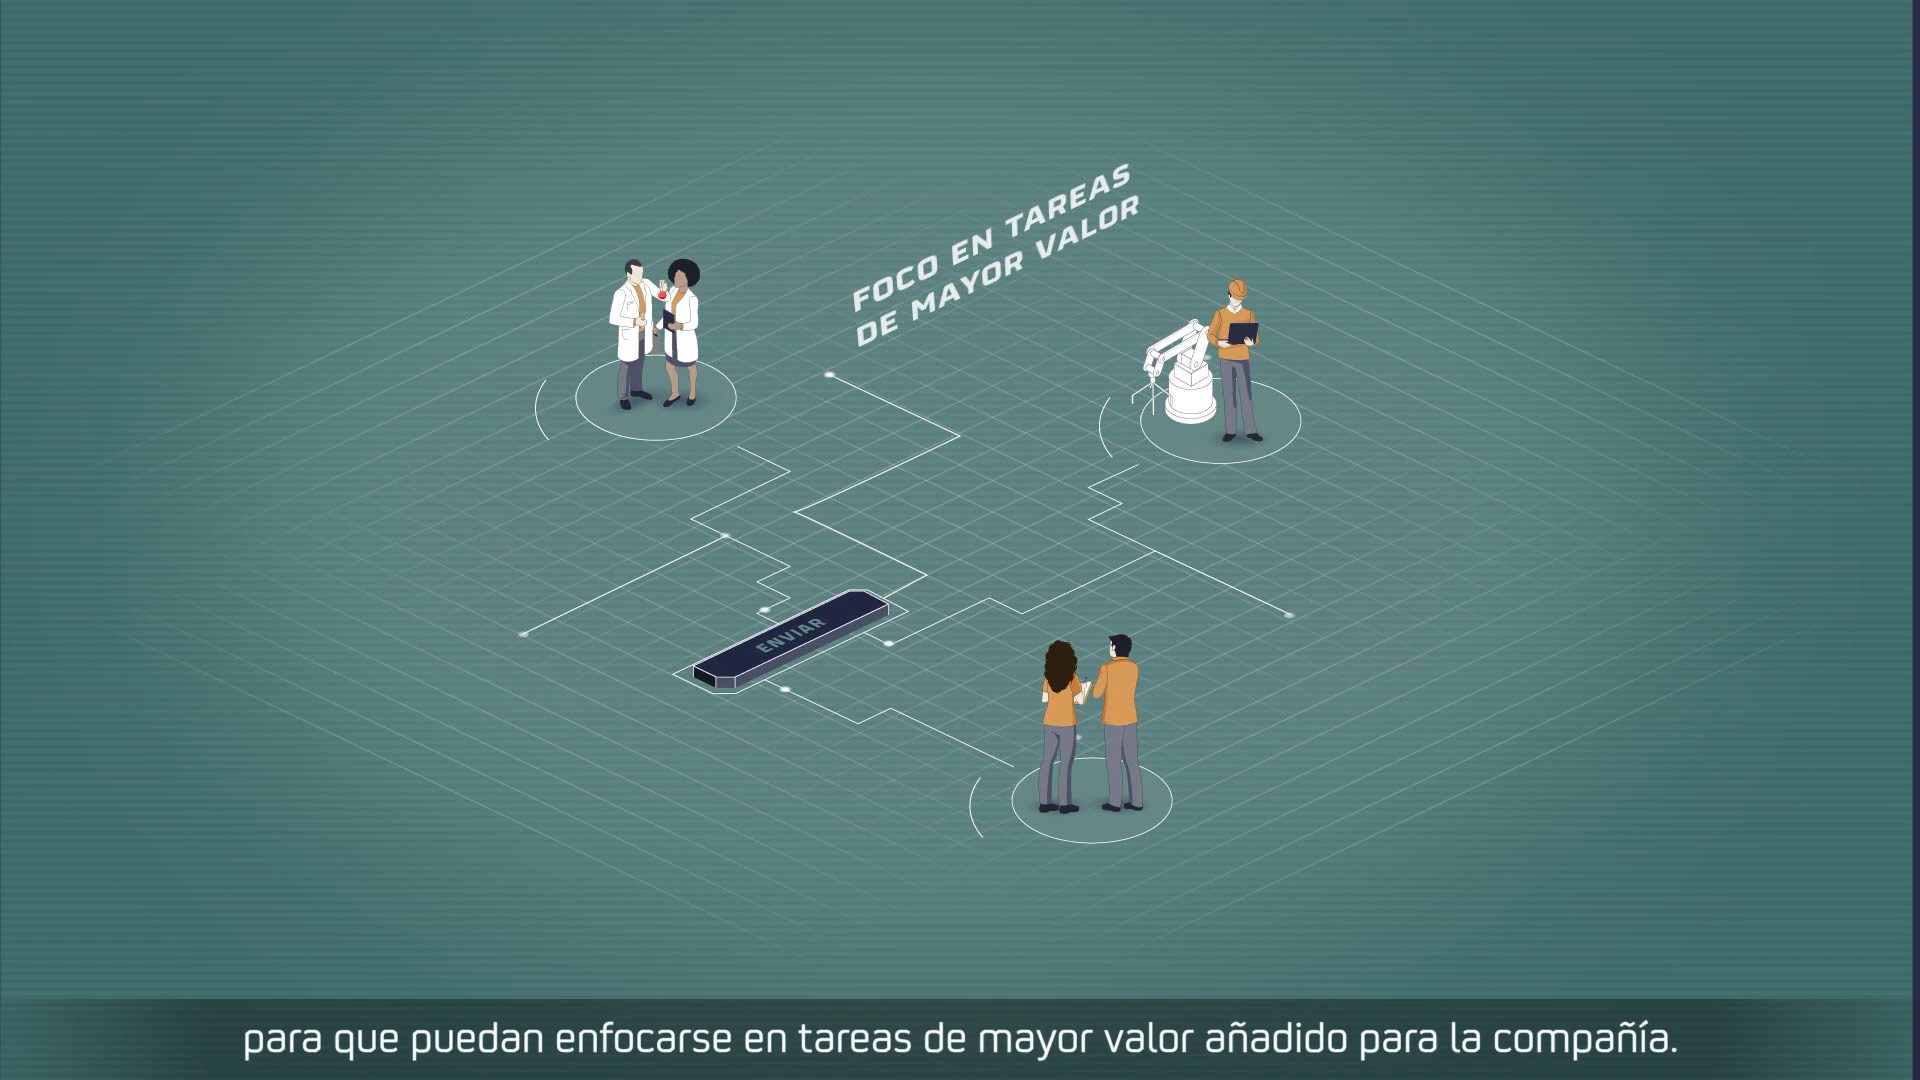 FOCO EN TAREAS
DE MAYOR VALOR
ENVIAR
para que puedan enfocarse en tareas de mayor valor añadido para la compañía.